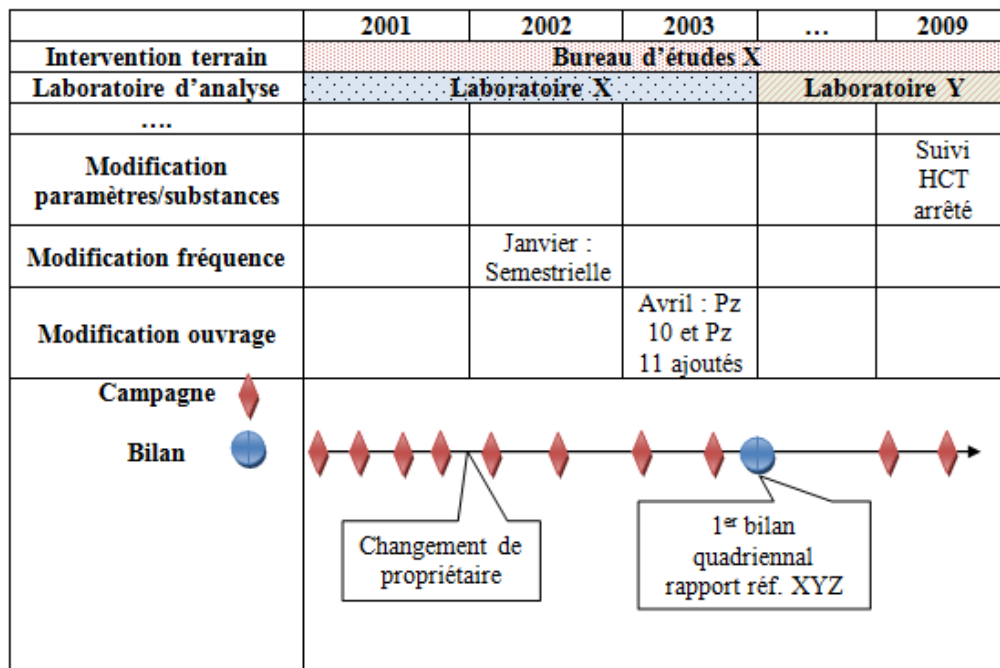 2001 2002 2003 ... 2009
Intervention terrain Bureau d'études X
Laboratoire d'analyse Laboratoire X Laboratoire Y
....
Modification
paramètres/substances
Suivi
HCT
arrêté
Modification fréquence
Janvier :
Semestrielle
Modification ouvrage
Avril : Pz
10 et Pz
11 ajoutés
Campagne
Bilan
Changement de
propriétaire
1er bilan
quadriennal
rapport réf. XYZ